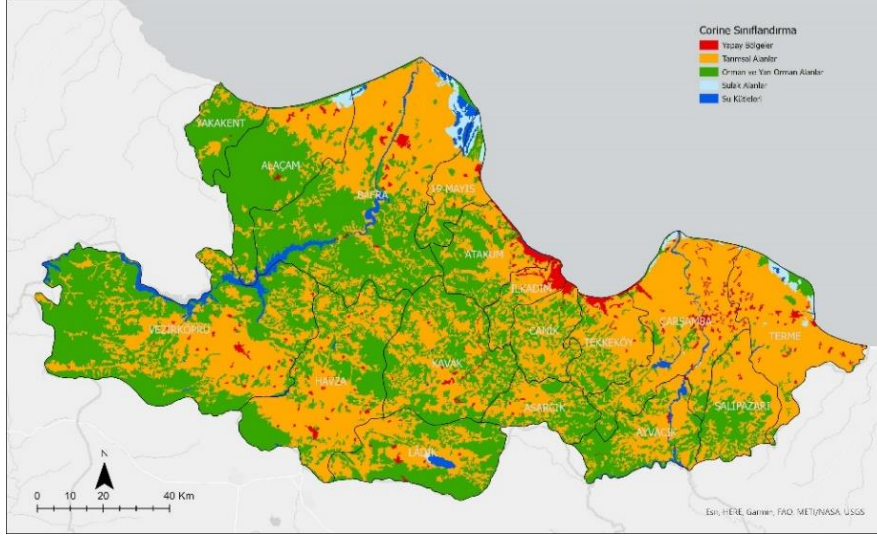 Corine Sınıflandırma
Yapay Bölgeler
Tarımsal Alanlar
Orman ve Yarı Orman Alanlar
Sulak Alanlar
Su Kütleleri
YAKAKENT
ALAÇAM
BAFRA
19 MAYIS
ATAKUM
İLKADIM
CANİK
TEKKEKÖY
ÇARŞAMBA
TERME
VEZİRKÖPRÜ
HAVZA
KAVAK
ASARCIK
SALIPAZARI
AYVACIK
LADİK
N
0 10 20 40 Km
Esri, HERE, Garmin, FAO, METI/NASA, USGS